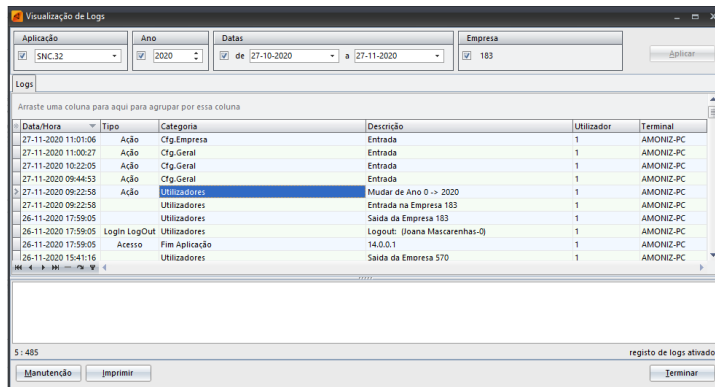 Visualização de Logs
Aplicação Ano Datas Empresa
SNC.32 2020 de 27-10-2020 a 27-11-2020 183 Aplicar
Logs
Arraste uma coluna para aqui para agrupar por essa coluna
Data/Hora Tipo Categoria Descrição Utilizador Terminal
27-11-2020 11:01:06 Ação Cfg.Empresa Entrada 1 AMONIZ-PC
27-11-2020 11:00:27 Ação Cfg.Geral Entrada 1 AMONIZ-PC
27-11-2020 10:22:05 Ação Cfg.Geral Entrada 1 AMONIZ-PC
27-11-2020 09:44:53 Ação Cfg.Geral Entrada 1 AMONIZ-PC
27-11-2020 09:22:58 Ação Utilizadores Mudar de Ano 0 -> 2020 1 AMONIZ-PC
27-11-2020 09:22:58 Utilizadores Entrada na Empresa 183 1 AMONIZ-PC
26-11-2020 17:59:05 Utilizadores Saida da Empresa 183 1 AMONIZ-PC
26-11-2020 17:59:05 Login LogOut Utilizadores Logout: (Joana Mascarenhas-0) 1 AMONIZ-PC
26-11-2020 17:59:05 Acesso Fim Aplicação 14.0.0.1 1 AMONIZ-PC
26-11-2020 15:41:16 Utilizadores Saida da Empresa 570 1 AMONIZ-PC
5 : 485 registo de logs ativado
Manutenção Imprimir Terminar